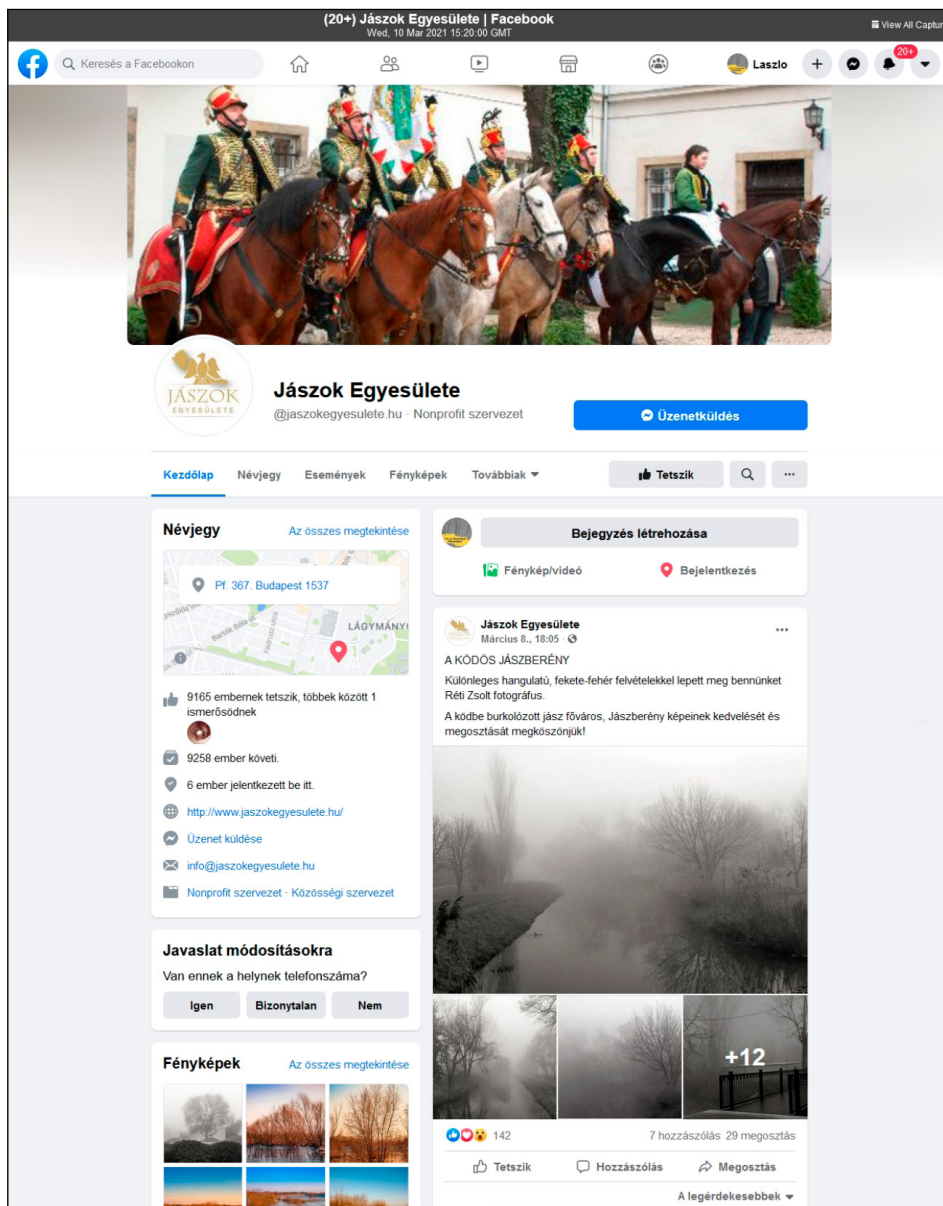 (20+) Jászok Egyesülete | Facebook
Wed, 10 Mar 2021 15:20:00 GMT
View All Captur
Keresés a Facebookon
Laszlo
20+
JÁSZOK
EGYESÜLETE
Jászok Egyesülete
@jaszokegyesulete.hu · Nonprofit szervezet
Üzenetküldés
Kezdőlap
Névjegy
Események
Fényképek
Továbbiak
Tetszik
Névjegy
Az összes megtekintése
Pf. 367. Budapest 1537
Bartók Béla út
LÁGYMÁNY
9165 embernek tetszik, többek között 1
ismerősödnek
9258 ember követi.
6 ember jelentkezett be itt.
http://www.jaszokegyesulete.hu/
Üzenet küldése
info@jaszokegyesulete.hu
Nonprofit szervezet · Közösségi szervezet
Javaslat módosításokra
Van ennek a helynek telefonszáma?
Igen
Bizonytalan
Nem
Fényképek
Az összes megtekintése
Bejegyzés létrehozása
Fénykép/videó
Bejelentkezés
Jászok Egyesülete
Március 8., 18:05 ·
A KÖDÖS JÁSZBERÉNY
Különleges hangulatú, fekete-fehér felvételekkel lepett meg bennünket
Réti Zsolt fotográfus.
A ködbe burkolózott jász főváros, Jászberény képeinek kedvelését és
megosztását megköszönjük!
+12
142
7 hozzászólás 29 megosztás
Tetszik
Hozzászólás
Megosztás
A legérdekesebbek